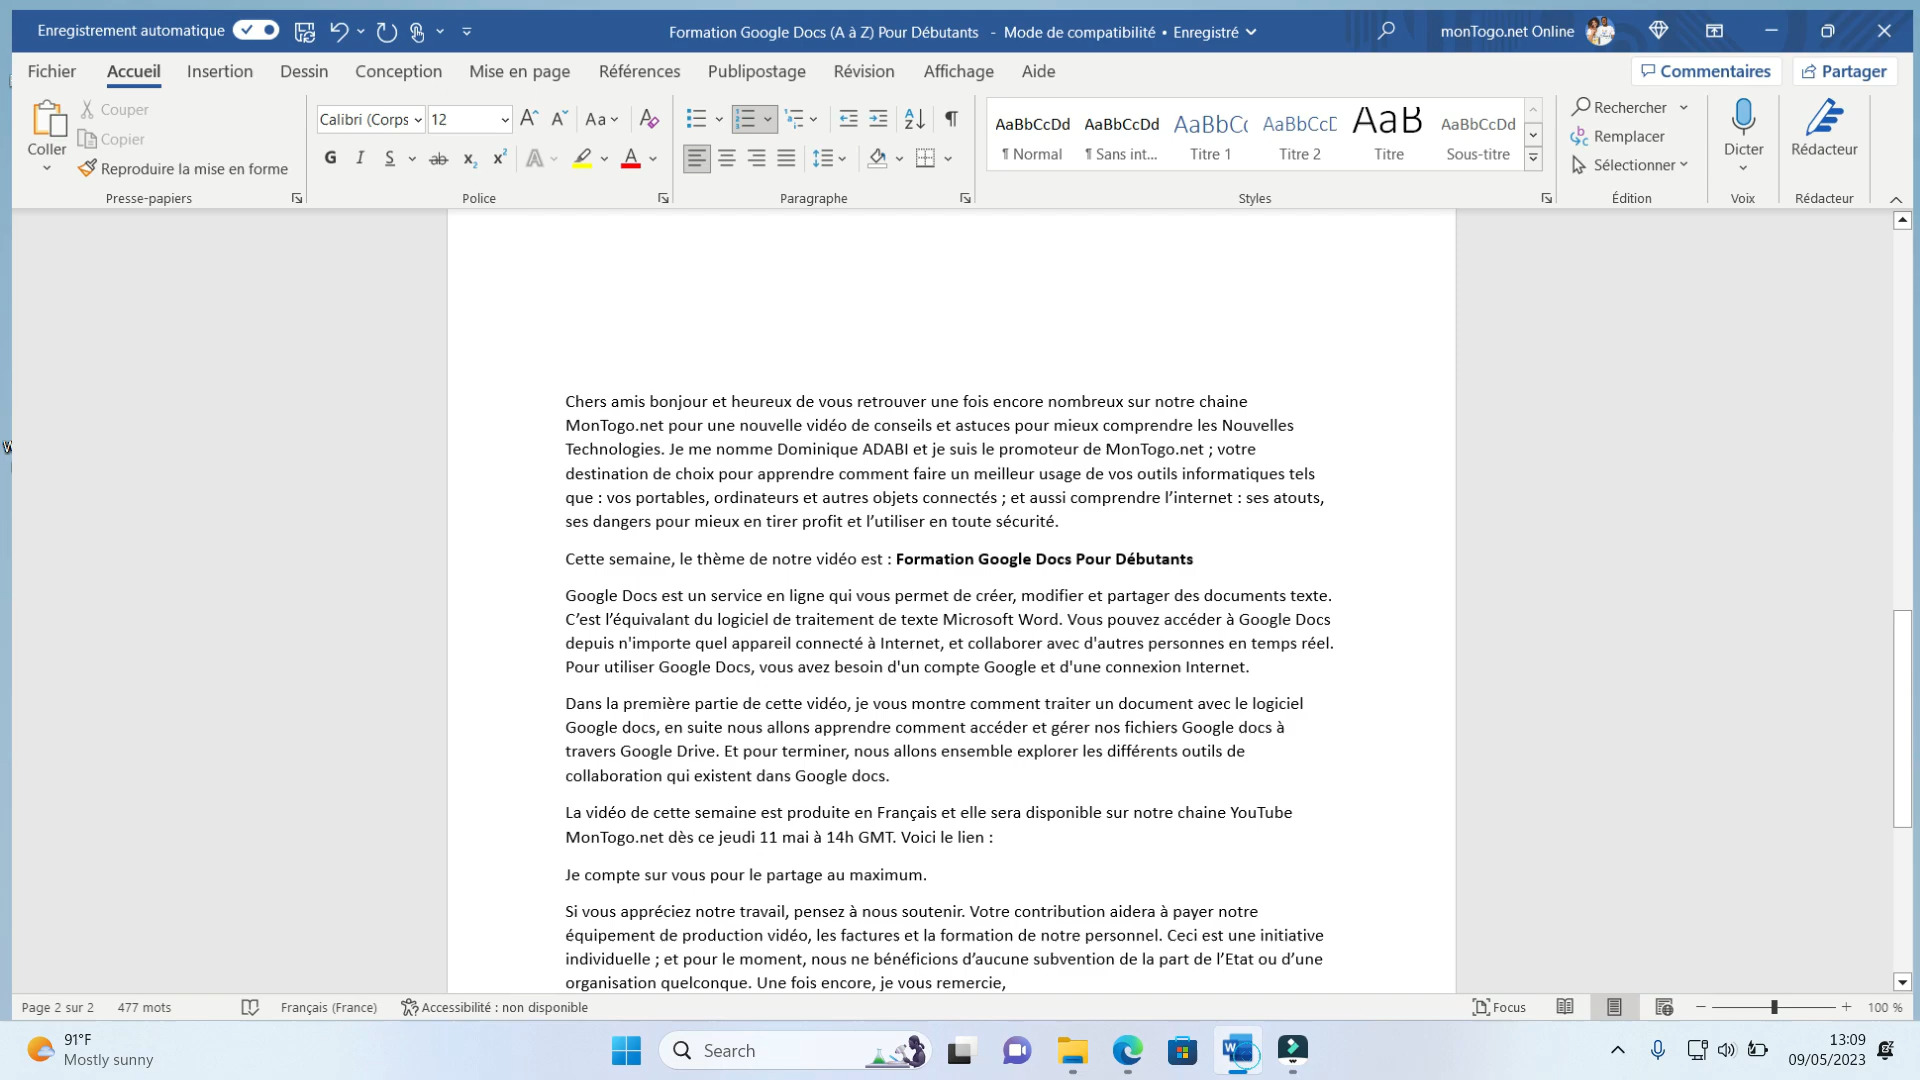 Enregistrement automatique
Formation Google Docs (A à Z) Pour Débutants - Mode de compatibilité • Enregistré
monTogo.net Online
Fichier Accueil Insertion Dessin Conception Mise en page Références Publipostage Révision Affichage Aide
Commentaires Partager
Coller
Couper
Copier
Reproduire la mise en forme
Presse-papiers
Calibri (Corps 12
Aa
G I S ab x₂ x² A A
Police
Paragraphe
AaBbCcDd AaBbCcDd AaBbCc AaBbCcD AaB AaBbCcDd
¶ Normal ¶ Sans int... Titre 1 Titre 2 Titre Sous-titre
Styles
Rechercher
Remplacer
Sélectionner
Édition
Dicter
Voix
Rédacteur
Rédacteur
Chers amis bonjour et heureux de vous retrouver une fois encore nombreux sur notre chaine
MonTogo.net pour une nouvelle vidéo de conseils et astuces pour mieux comprendre les Nouvelles
Technologies. Je me nomme Dominique ADABI et je suis le promoteur de MonTogo.net ; votre
destination de choix pour apprendre comment faire un meilleur usage de vos outils informatiques tels
que : vos portables, ordinateurs et autres objets connectés ; et aussi comprendre l’internet : ses atouts,
ses dangers pour mieux en tirer profit et l’utiliser en toute sécurité.
Cette semaine, le thème de notre vidéo est : Formation Google Docs Pour Débutants
Google Docs est un service en ligne qui vous permet de créer, modifier et partager des documents texte.
C’est l’équivalant du logiciel de traitement de texte Microsoft Word. Vous pouvez accéder à Google Docs
depuis n'importe quel appareil connecté à Internet, et collaborer avec d'autres personnes en temps réel.
Pour utiliser Google Docs, vous avez besoin d'un compte Google et d'une connexion Internet.
Dans la première partie de cette vidéo, je vous montre comment traiter un document avec le logiciel
Google docs, en suite nous allons apprendre comment accéder et gérer nos fichiers Google docs à
travers Google Drive. Et pour terminer, nous allons ensemble explorer les différents outils de
collaboration qui existent dans Google docs.
La vidéo de cette semaine est produite en Français et elle sera disponible sur notre chaine YouTube
MonTogo.net dès ce jeudi 11 mai à 14h GMT. Voici le lien :
Je compte sur vous pour le partage au maximum.
Si vous appréciez notre travail, pensez à nous soutenir. Votre contribution aidera à payer notre
équipement de production vidéo, les factures et la formation de notre personnel. Ceci est une initiative
individuelle ; et pour le moment, nous ne bénéficions d’aucune subvention de la part de l’Etat ou d’une
organisation quelconque. Une fois encore, je vous remercie,
Page 2 sur 2 477 mots Français (France) Accessibilité : non disponible
Focus
100 %
91°F
Mostly sunny
Search
13:09
09/05/2023